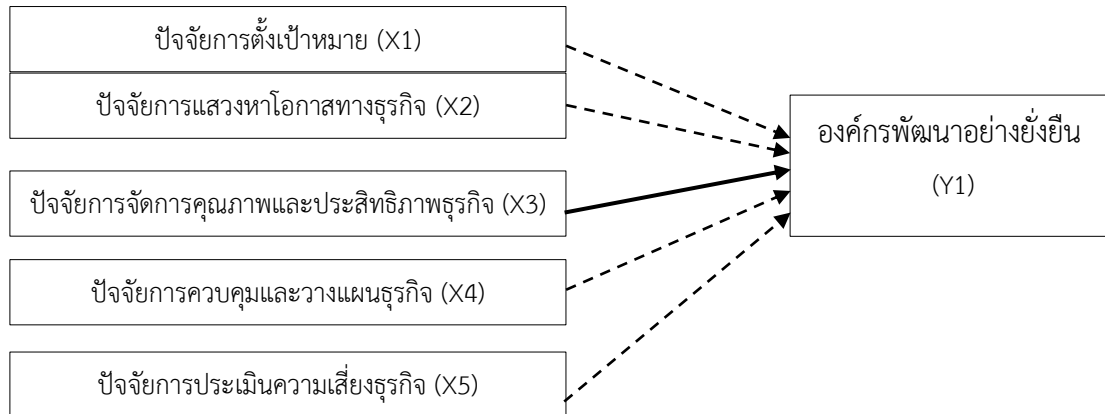 ปัจจัยการตั้งเป้าหมาย (X1)
ปัจจัยการแสวงหาโอกาสทางธุรกิจ (X2)
ปัจจัยการจัดการคุณภาพและประสิทธิภาพธุรกิจ (X3)
ปัจจัยการควบคุมและวางแผนธุรกิจ (X4)
ปัจจัยการประเมินความเสี่ยงธุรกิจ (X5)
องค์กรพัฒนาอย่างยั่งยืน
(Y1)